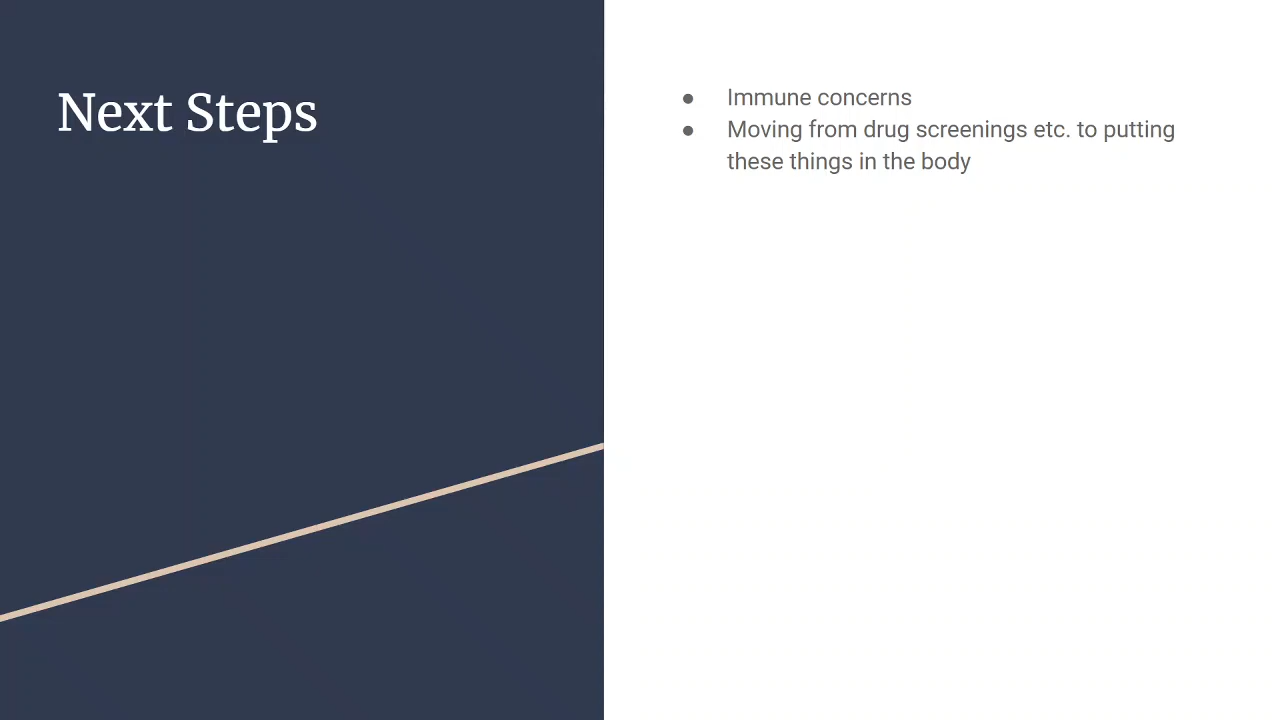 Next Steps
● Immune concerns
● Moving from drug screenings etc. to putting
these things in the body